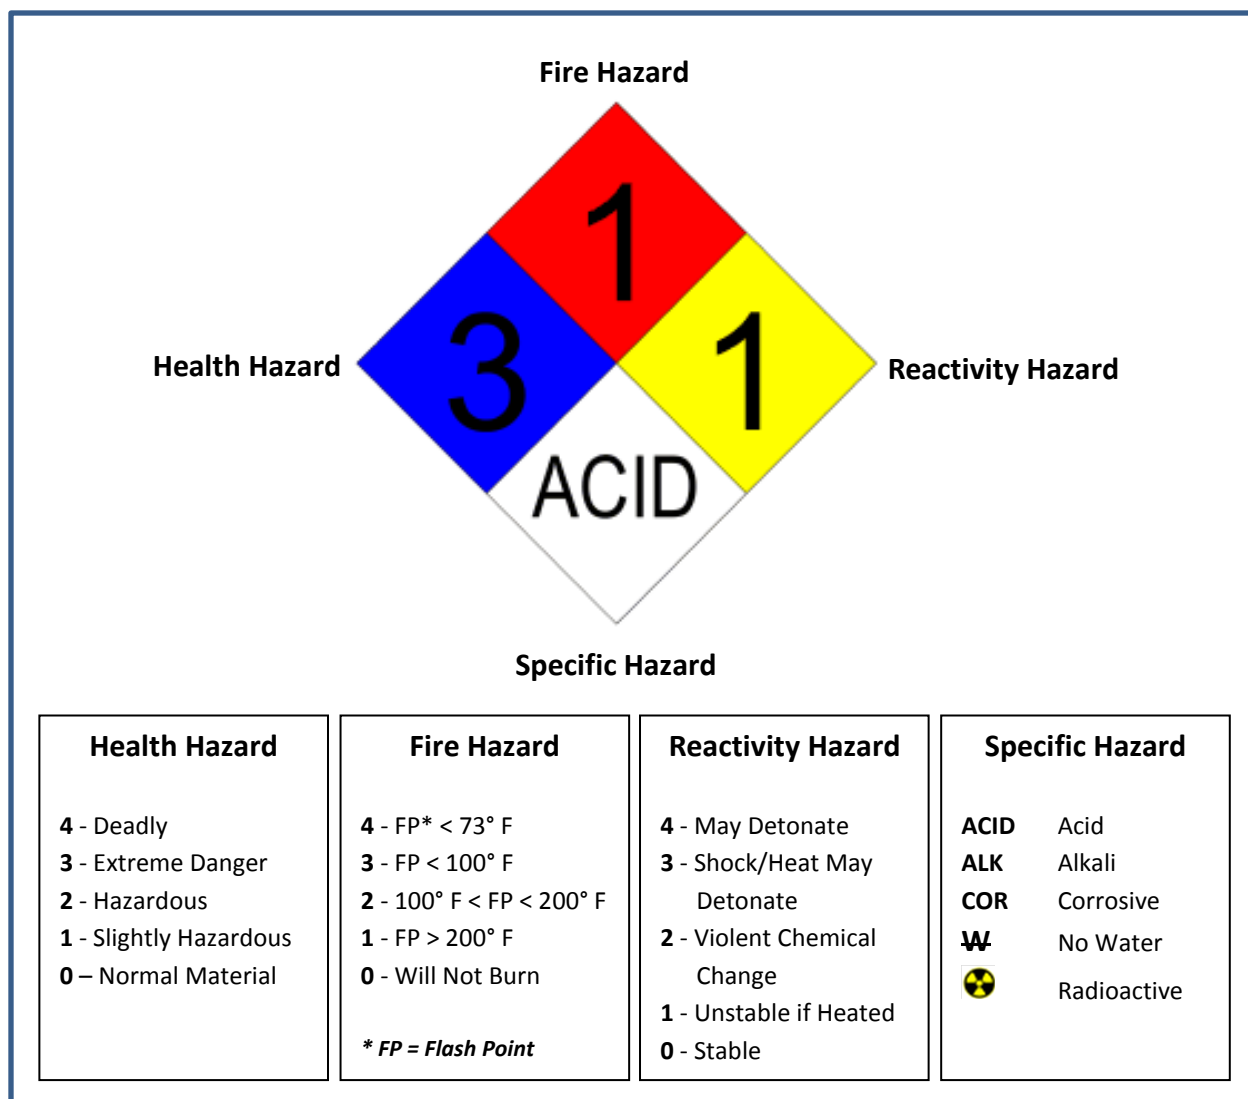 Fire Hazard
1
3
1
Health Hazard
Reactivity Hazard
ACID
Specific Hazard
Health Hazard
4 - Deadly
3 - Extreme Danger
2 - Hazardous
1 - Slightly Hazardous
0 – Normal Material
Fire Hazard
4 - FP* < 73° F
3 - FP < 100° F
2 - 100° F < FP < 200° F
1 - FP > 200° F
0 - Will Not Burn
* FP = Flash Point
Reactivity Hazard
4 - May Detonate
3 - Shock/Heat May
Detonate
2 - Violent Chemical
Change
1 - Unstable if Heated
0 - Stable
Specific Hazard
ACID Acid
ALK Alkali
COR Corrosive
W No Water
Radioactive